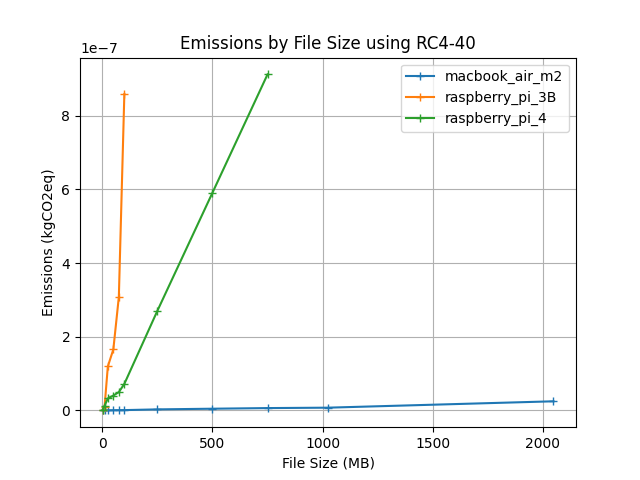 Emissions by File Size using RC4-40
1e−7
macbook_air_m2
raspberry_pi_3B
raspberry_pi_4
8
6
4
2
0
Emissions (kgCO2eq)
0 500 1000 1500 2000
File Size (MB)